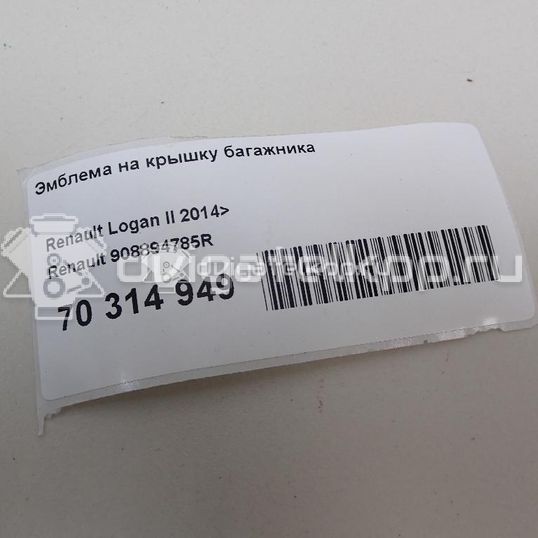 Эмблема на крышку багажника
Renault Logan II 2014>
Renault 908894785R
70 314 949